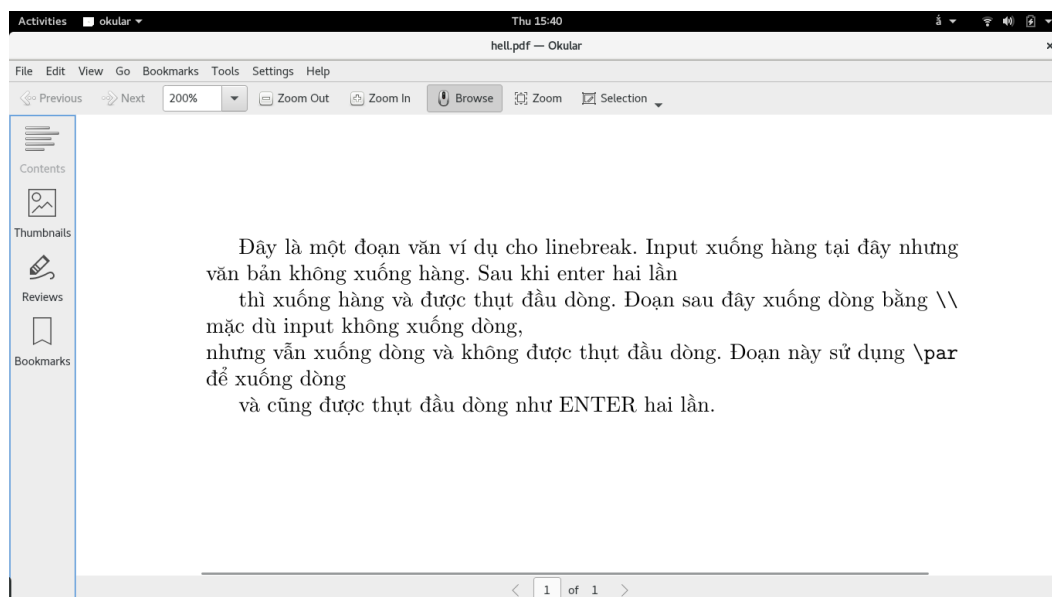 Activities okular Thu 15:40 ẩ
hell.pdf — Okular
File Edit View Go Bookmarks Tools Settings Help
Previous Next 200% Zoom Out Zoom In Browse Zoom Selection
Contents
Thumbnails
Reviews
Bookmarks
Đây là một đoạn văn ví dụ cho linebreak. Input xuống hàng tại đây nhưng
văn bản không xuống hàng. Sau khi enter hai lần
thì xuống hàng và được thụt đầu dòng. Đoạn sau đây xuống dòng bằng \\
mặc dù input không xuống dòng,
nhưng vẫn xuống dòng và không được thụt đầu dòng. Đoạn này sử dụng \par
để xuống dòng
và cũng được thụt đầu dòng như ENTER hai lần.
1 of 1